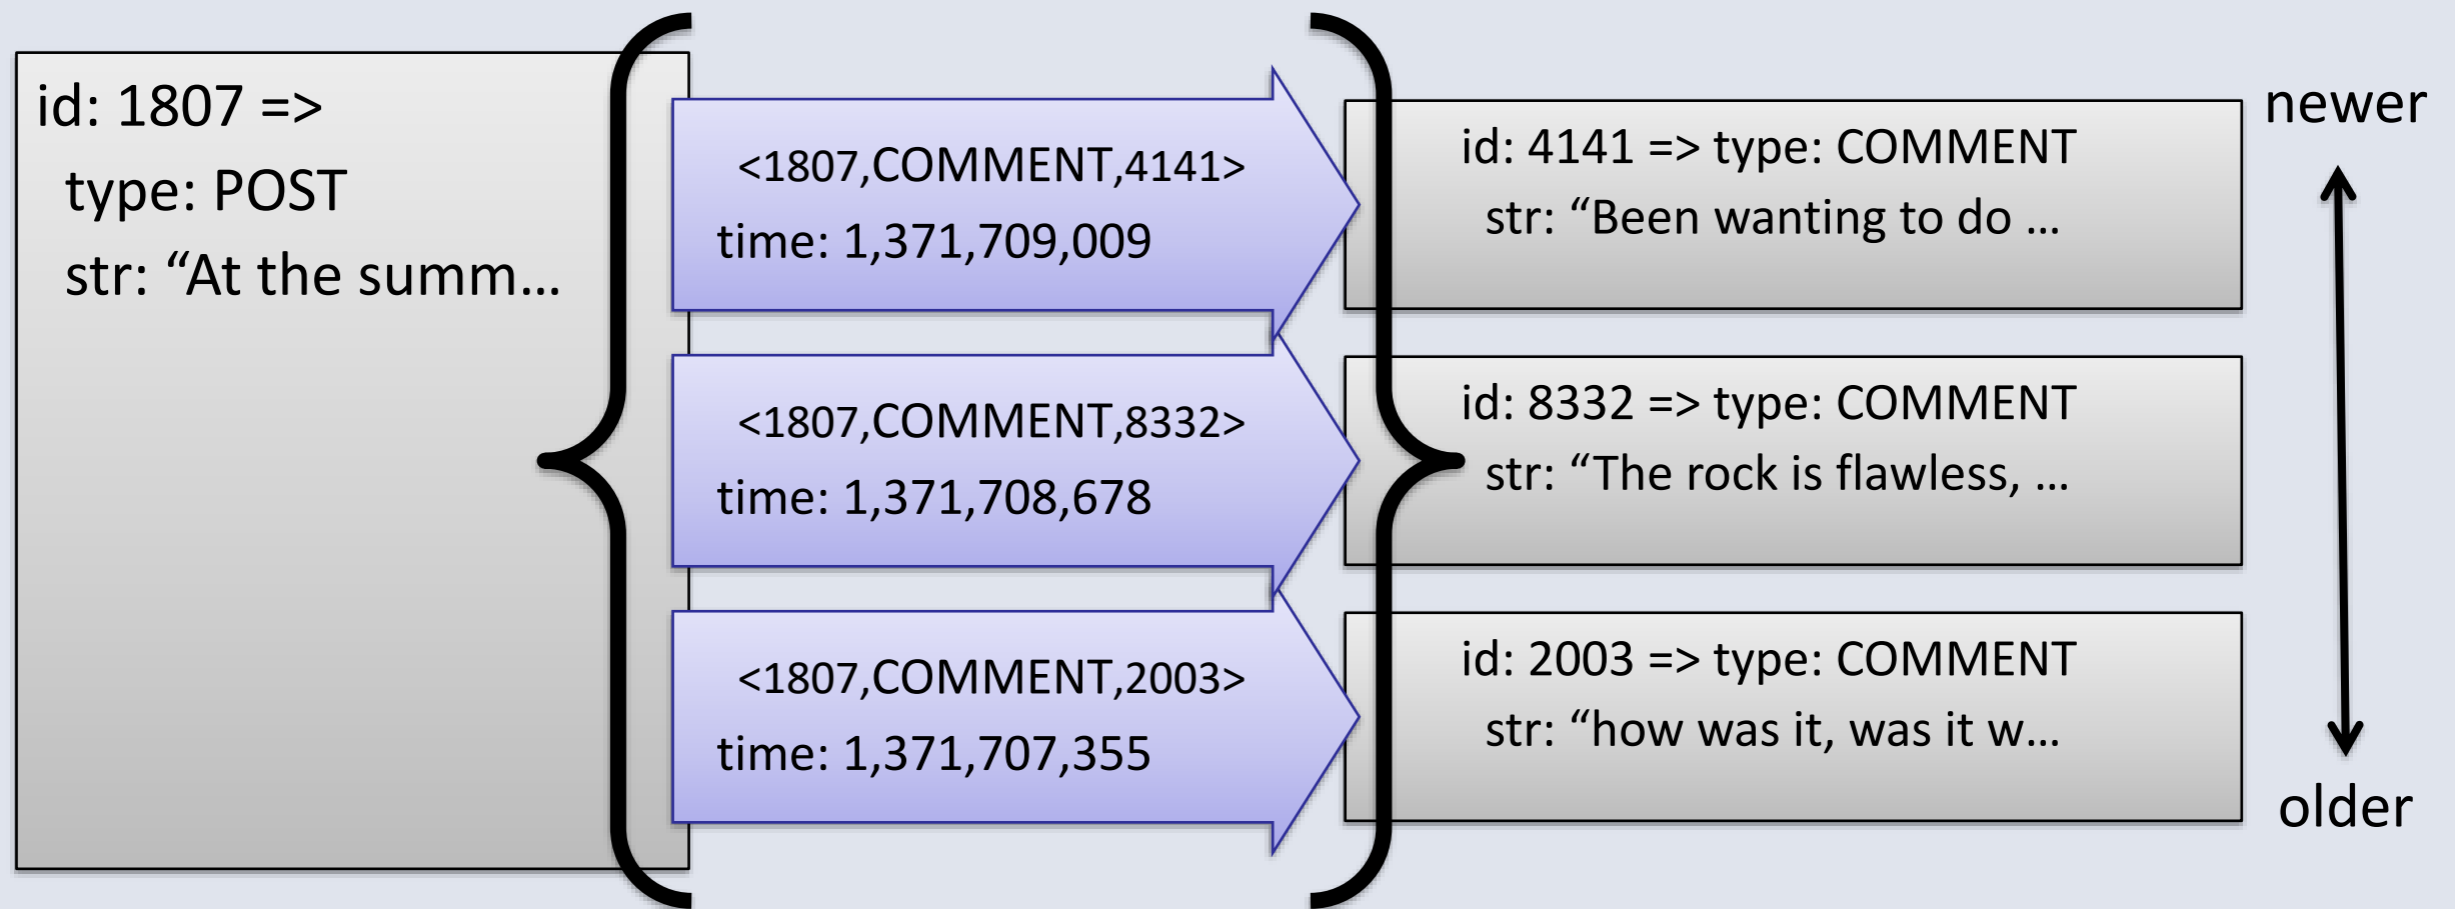 id: 1807 =>
type: POST
str: “At the summ…
<1807,COMMENT,4141>
time: 1,371,709,009
<1807,COMMENT,8332>
time: 1,371,708,678
<1807,COMMENT,2003>
time: 1,371,707,355
id: 4141 => type: COMMENT
str: “Been wanting to do …
id: 8332 => type: COMMENT
str: “The rock is flawless, …
id: 2003 => type: COMMENT
str: “how was it, was it w…
newer
older